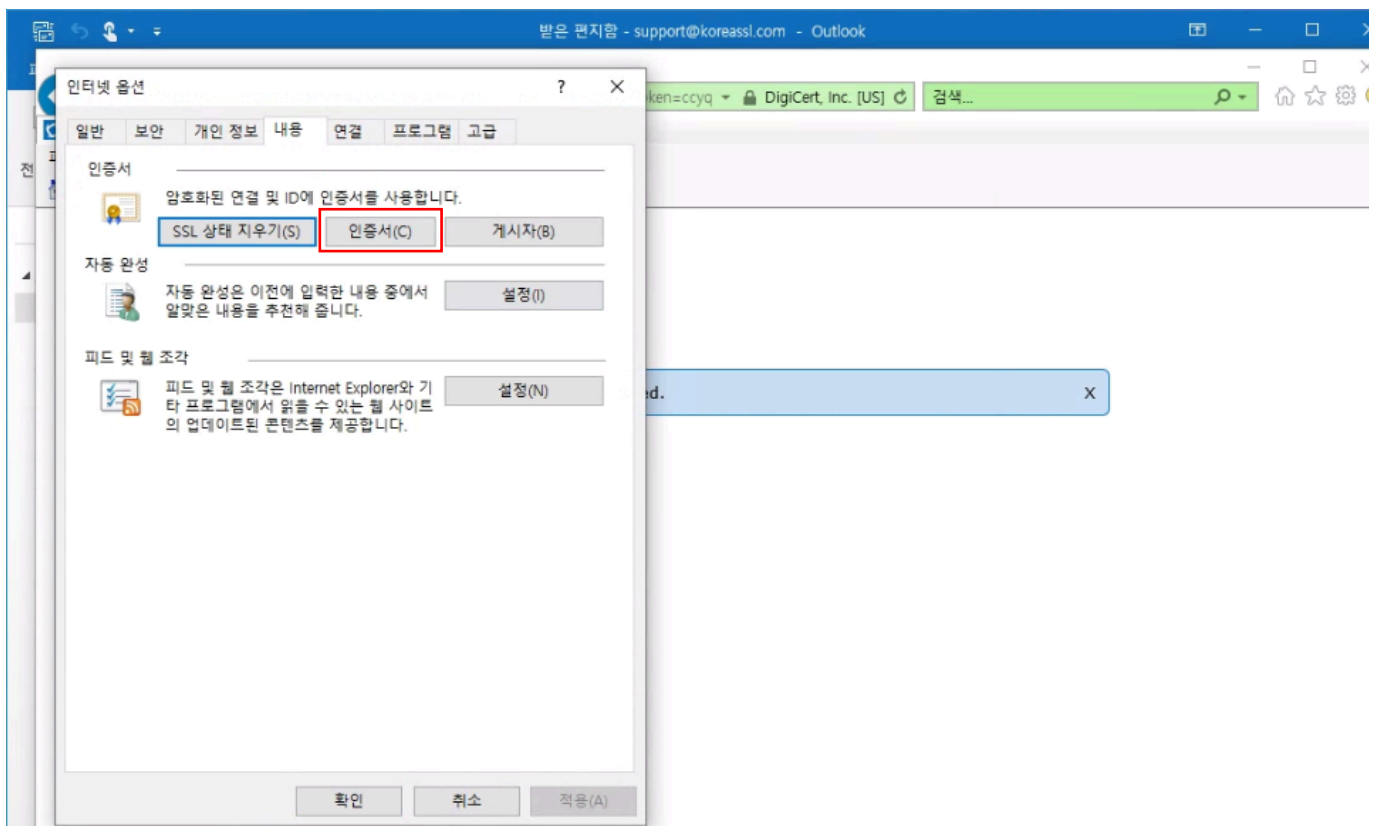 받은 편지함 - support@koreassl.com - Outlook
인터넷 옵션
?
ken=ccyq
DigiCert, Inc. [US]
검색...
일반 보안 개인 정보 내용 연결 프로그램 고급
인증서
암호화된 연결 및 ID에 인증서를 사용합니다.
SSL 상태 지우기(S) 인증서(C) 게시자(B)
자동 완성
자동 완성은 이전에 입력한 내용 중에서
알맞은 내용을 추천해 줍니다.
설정(I)
피드 및 웹 조각
피드 및 웹 조각은 Internet Explorer와 기
타 프로그램에서 읽을 수 있는 웹 사이트
의 업데이트된 콘텐츠를 제공합니다.
설정(N)
ed.
X
확인 취소 적용(A)